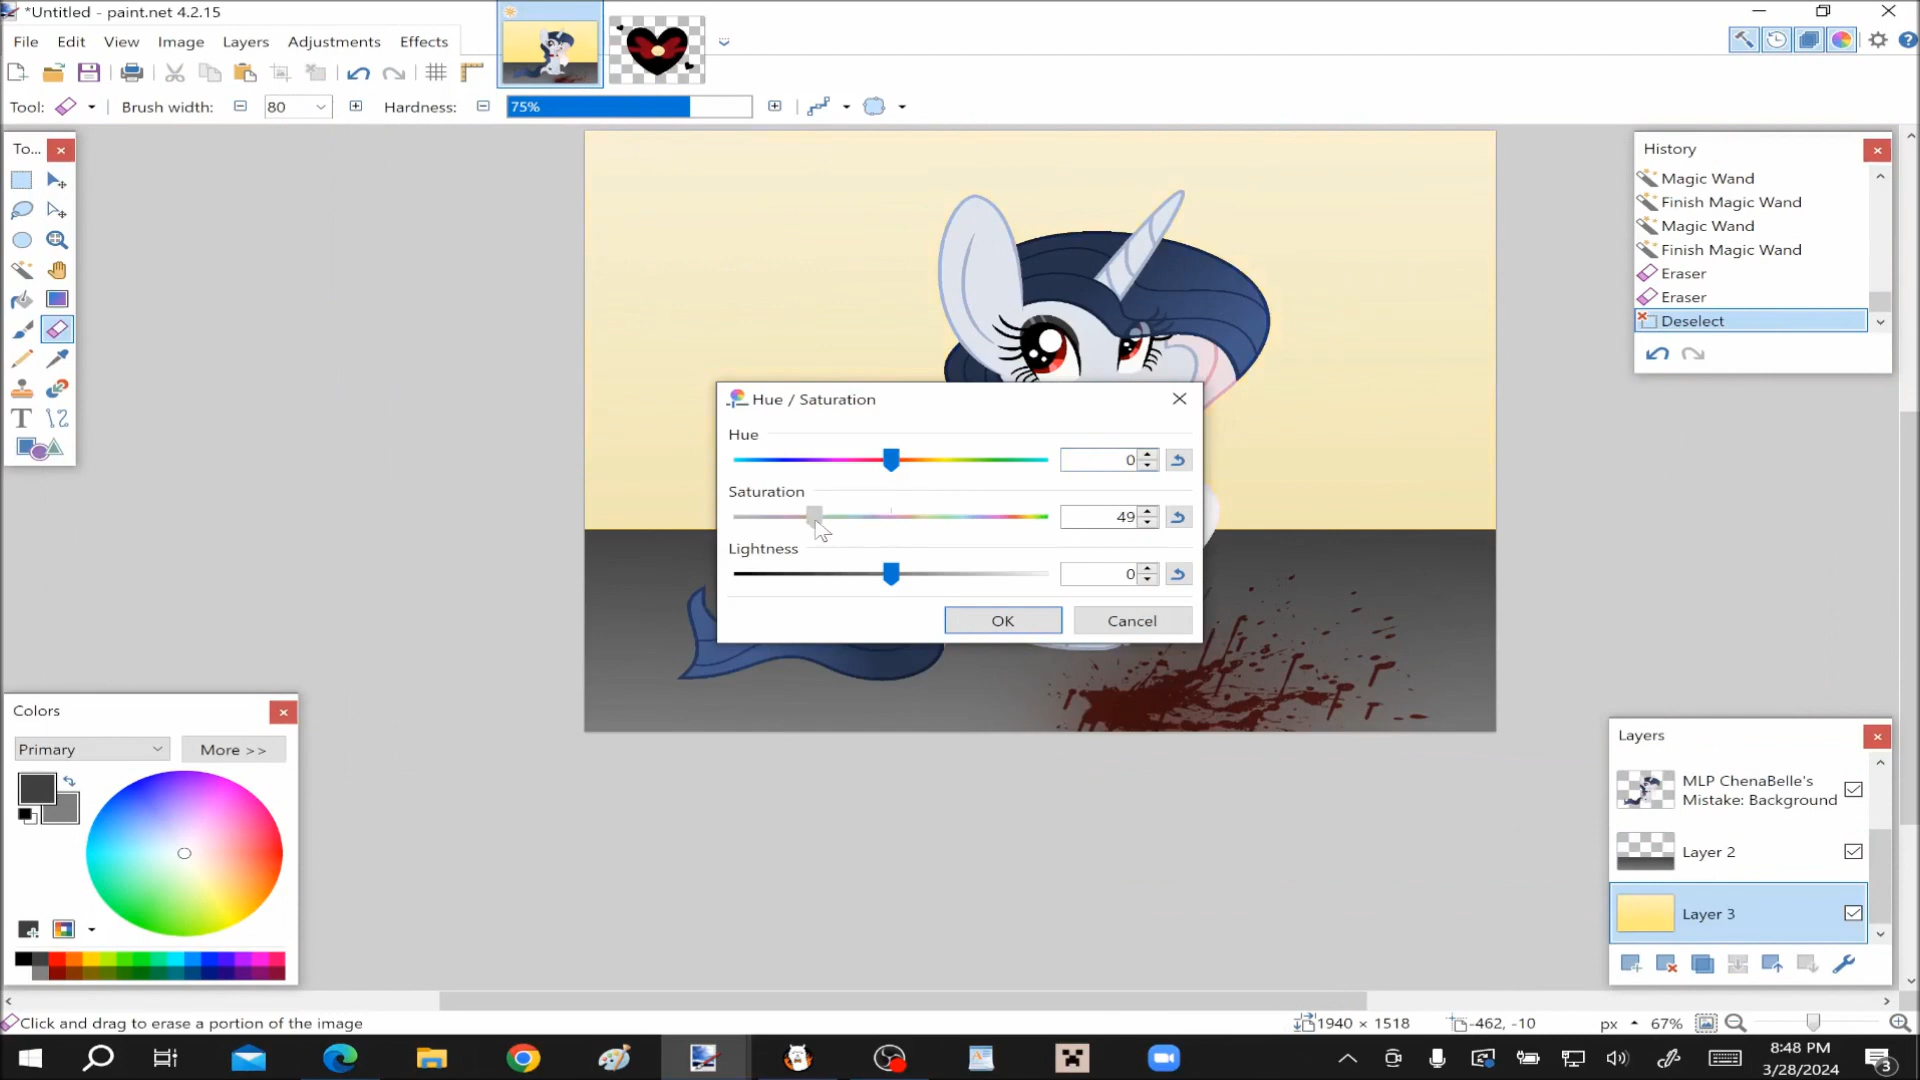 *Untitled - paint.net 4.2.15
File Edit View Image Layers Adjustments Effects
Tool: Brush width: 80 Hardness: 75%
To...
History
Magic Wand
Finish Magic Wand
Magic Wand
Finish Magic Wand
Eraser
Eraser
Deselect
Hue / Saturation
Hue
0
Saturation
49
Lightness
0
OK Cancel
Colors
Primary More >>
Layers
MLP ChenaBelle's
Mistake: Background
Layer 2
Layer 3
Click and drag to erase a portion of the image 1940 × 1518 -462, -10 px 67%
8:48 PM
3/28/2024
3